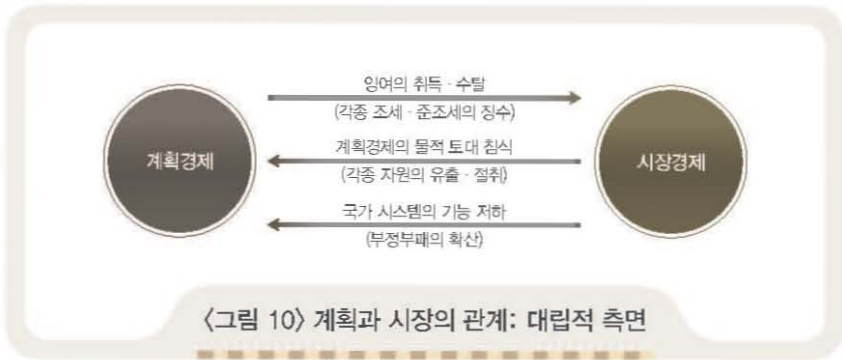 잉여의 취득 · 수탈
(각종 조세 · 준조세의 징수)
계획경제의 물적 토대 침식
계획경제
시장경제
(각종 자원의 유출 · 절취)
국가 시스템의 기능 저하
(부정부패의 확산)
〈그림 10〉 계획과 시장의 관계: 대립적 측면